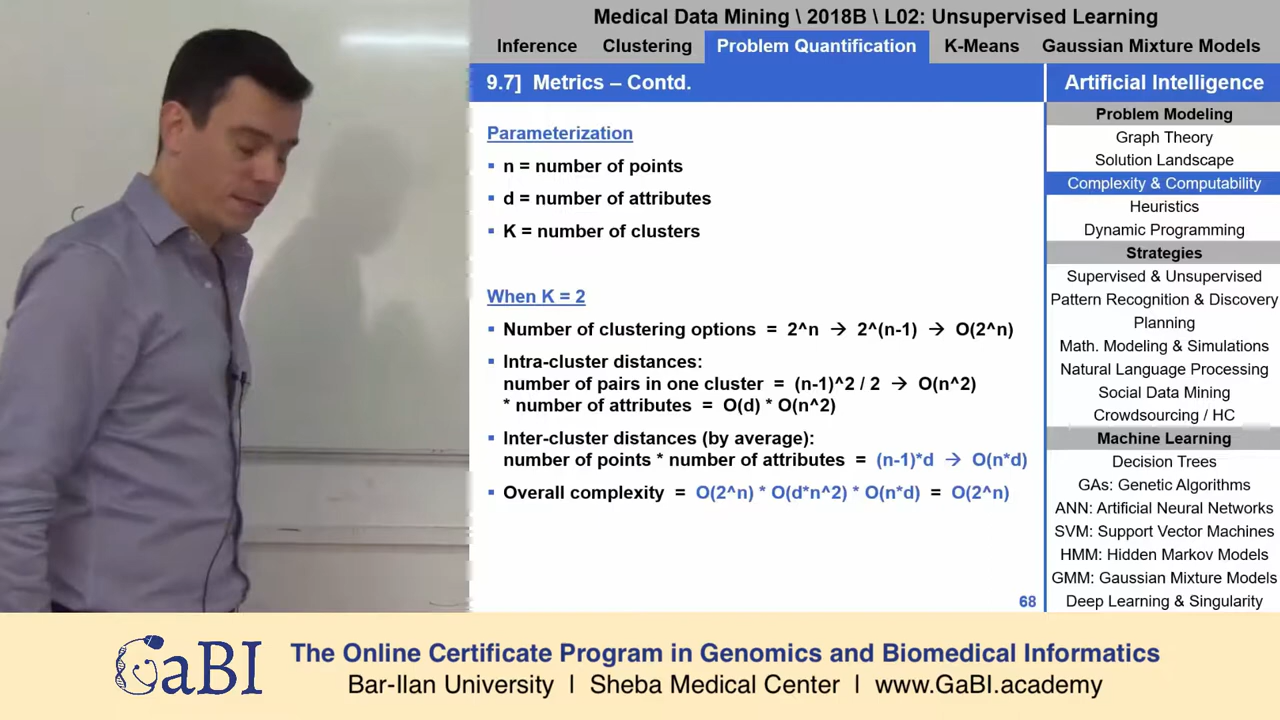 Medical Data Mining \ 2018B \ L02: Unsupervised Learning
Inference Clustering Problem Quantification K-Means Gaussian Mixture Models
9.7] Metrics – Contd.
Parameterization
▪ n = number of points
▪ d = number of attributes
▪ K = number of clusters
When K = 2
▪ Number of clustering options = 2^n → 2^(n-1) → O(2^n)
▪ Intra-cluster distances:
number of pairs in one cluster = (n-1)^2 / 2 → O(n^2)
* number of attributes = O(d) * O(n^2)
▪ Inter-cluster distances (by average):
number of points * number of attributes = (n-1)*d → O(n*d)
▪ Overall complexity = O(2^n) * O(d*n^2) * O(n*d) = O(2^n)
68
Artificial Intelligence
Problem Modeling
Graph Theory
Solution Landscape
Complexity & Computability
Heuristics
Dynamic Programming
Strategies
Supervised & Unsupervised
Pattern Recognition & Discovery
Planning
Math. Modeling & Simulations
Natural Language Processing
Social Data Mining
Crowdsourcing / HC
Machine Learning
Decision Trees
GAs: Genetic Algorithms
ANN: Artificial Neural Networks
SVM: Support Vector Machines
HMM: Hidden Markov Models
GMM: Gaussian Mixture Models
Deep Learning & Singularity
GaBI
The Online Certificate Program in Genomics and Biomedical Informatics
Bar-Ilan University | Sheba Medical Center | www.GaBI.academy